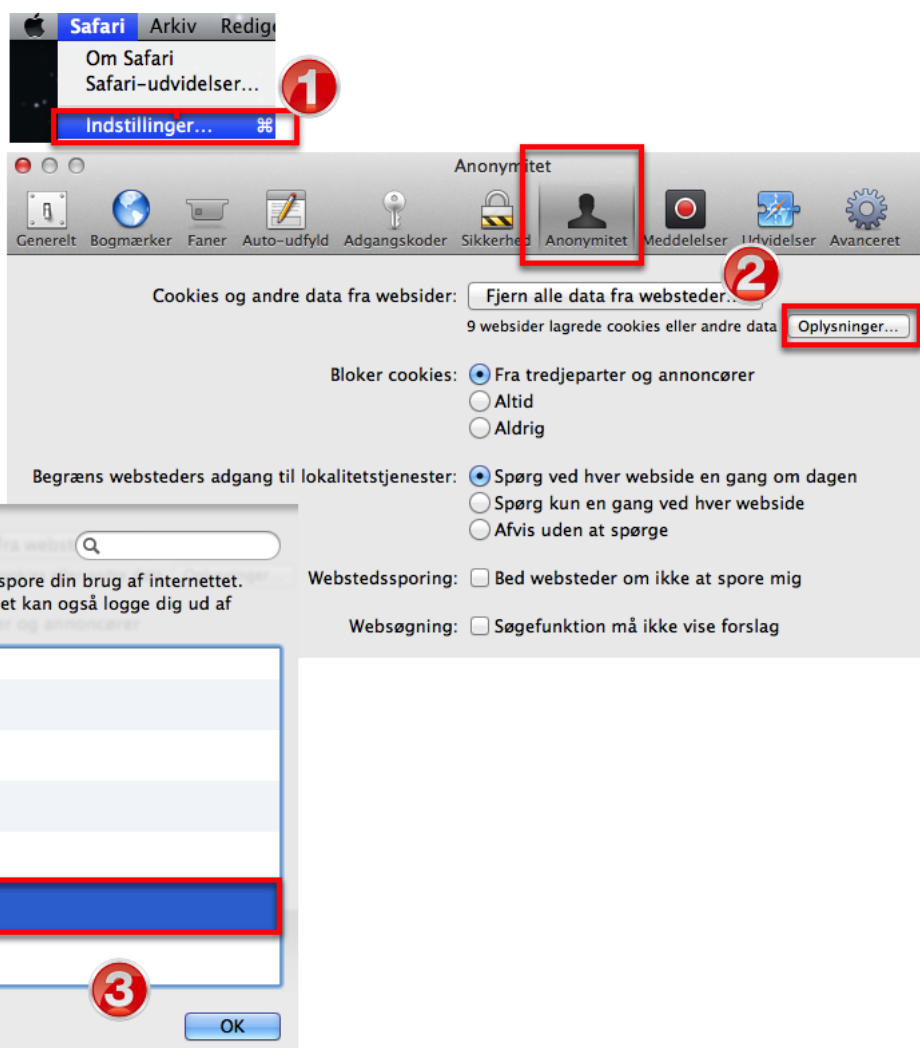 Safari Arkiv Redige
Om Safari
Safari-udvidelser...
1
Indstillinger... ⌘
Anonymitet
Generelt Bogmærker Faner Auto-udfyld Adgangskoder Sikkerhed Anonymitet Meddelelser Udvidelser Avanceret
2
Cookies og andre data fra websider: Fjern alle data fra websteder...
9 websider lagrede cookies eller andre data Oplysninger...
Bloker cookies: Fra tredjeparter og annoncører
Altid
Aldrig
Begræns websteders adgang til lokalitetstjenester: Spørg ved hver webside en gang om dagen
Spørg kun en gang ved hver webside
Afvis uden at spørge
Webstedssporing: Bed websteder om ikke at spore mig
Websøgning: Søgefunktion må ikke vise forslag
spore din brug af internettet.
et kan også logge dig ud af
3
OK